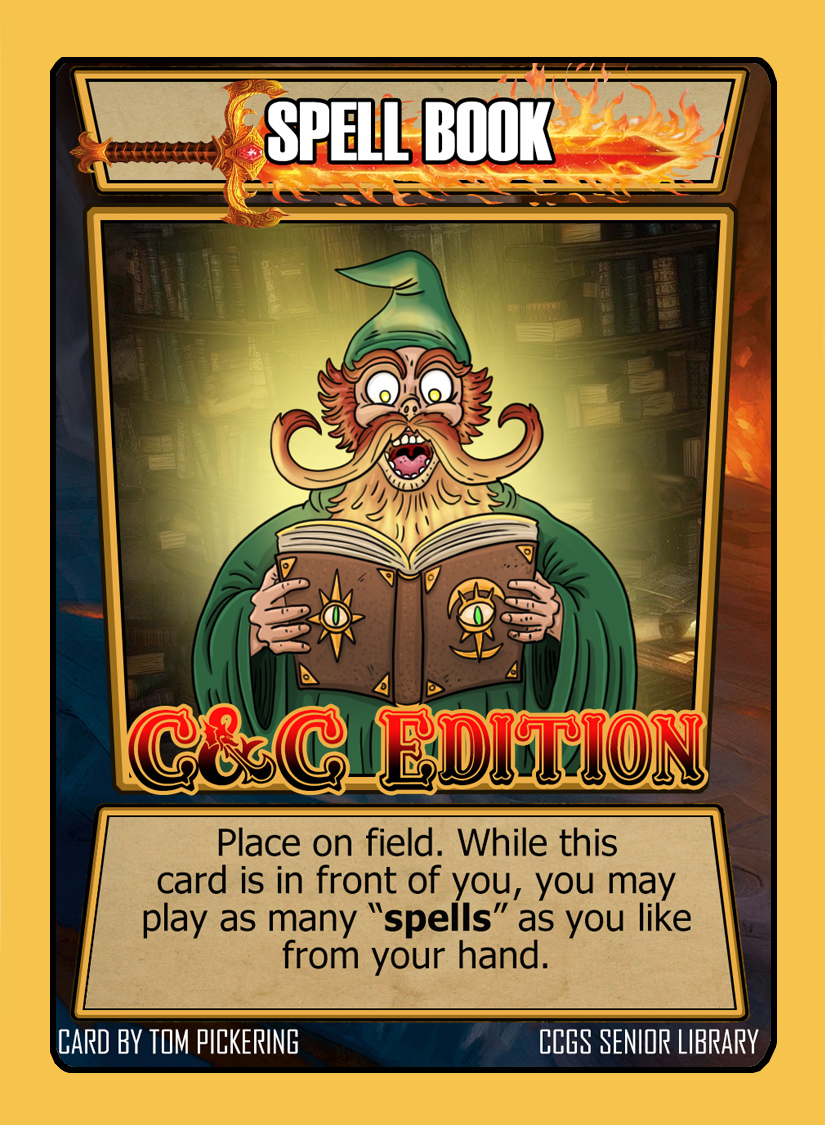 SPELL BOOK
C&C EDITION
Place on field. While this
card is in front of you, you may
play as many “spells” as you like
from your hand.
CARD BY TOM PICKERING
CCGS SENIOR LIBRARY